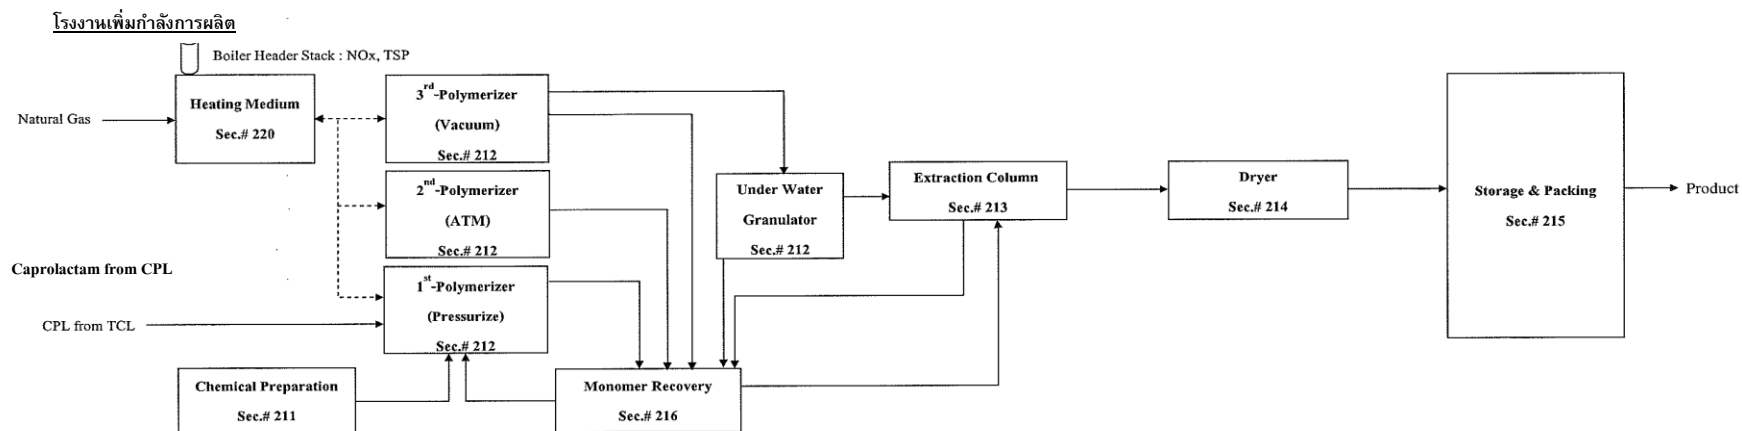 โรงงานเพิ่มกำลังการผลิต
Boiler Header Stack : NOx, TSP
Heating Medium
Sec.# 220
Natural Gas
3rd-Polymerizer
(Vacuum)
Sec.# 212
2nd-Polymerizer
(ATM)
Sec.# 212
Caprolactam from CPL
1st-Polymerizer
(Pressurize)
Sec.# 212
CPL from TCL
Chemical Preparation
Sec.# 211
Monomer Recovery
Sec.# 216
Under Water
Granulator
Sec.# 212
Extraction Column
Sec.# 213
Dryer
Sec.# 214
Storage & Packing
Sec.# 215
Product